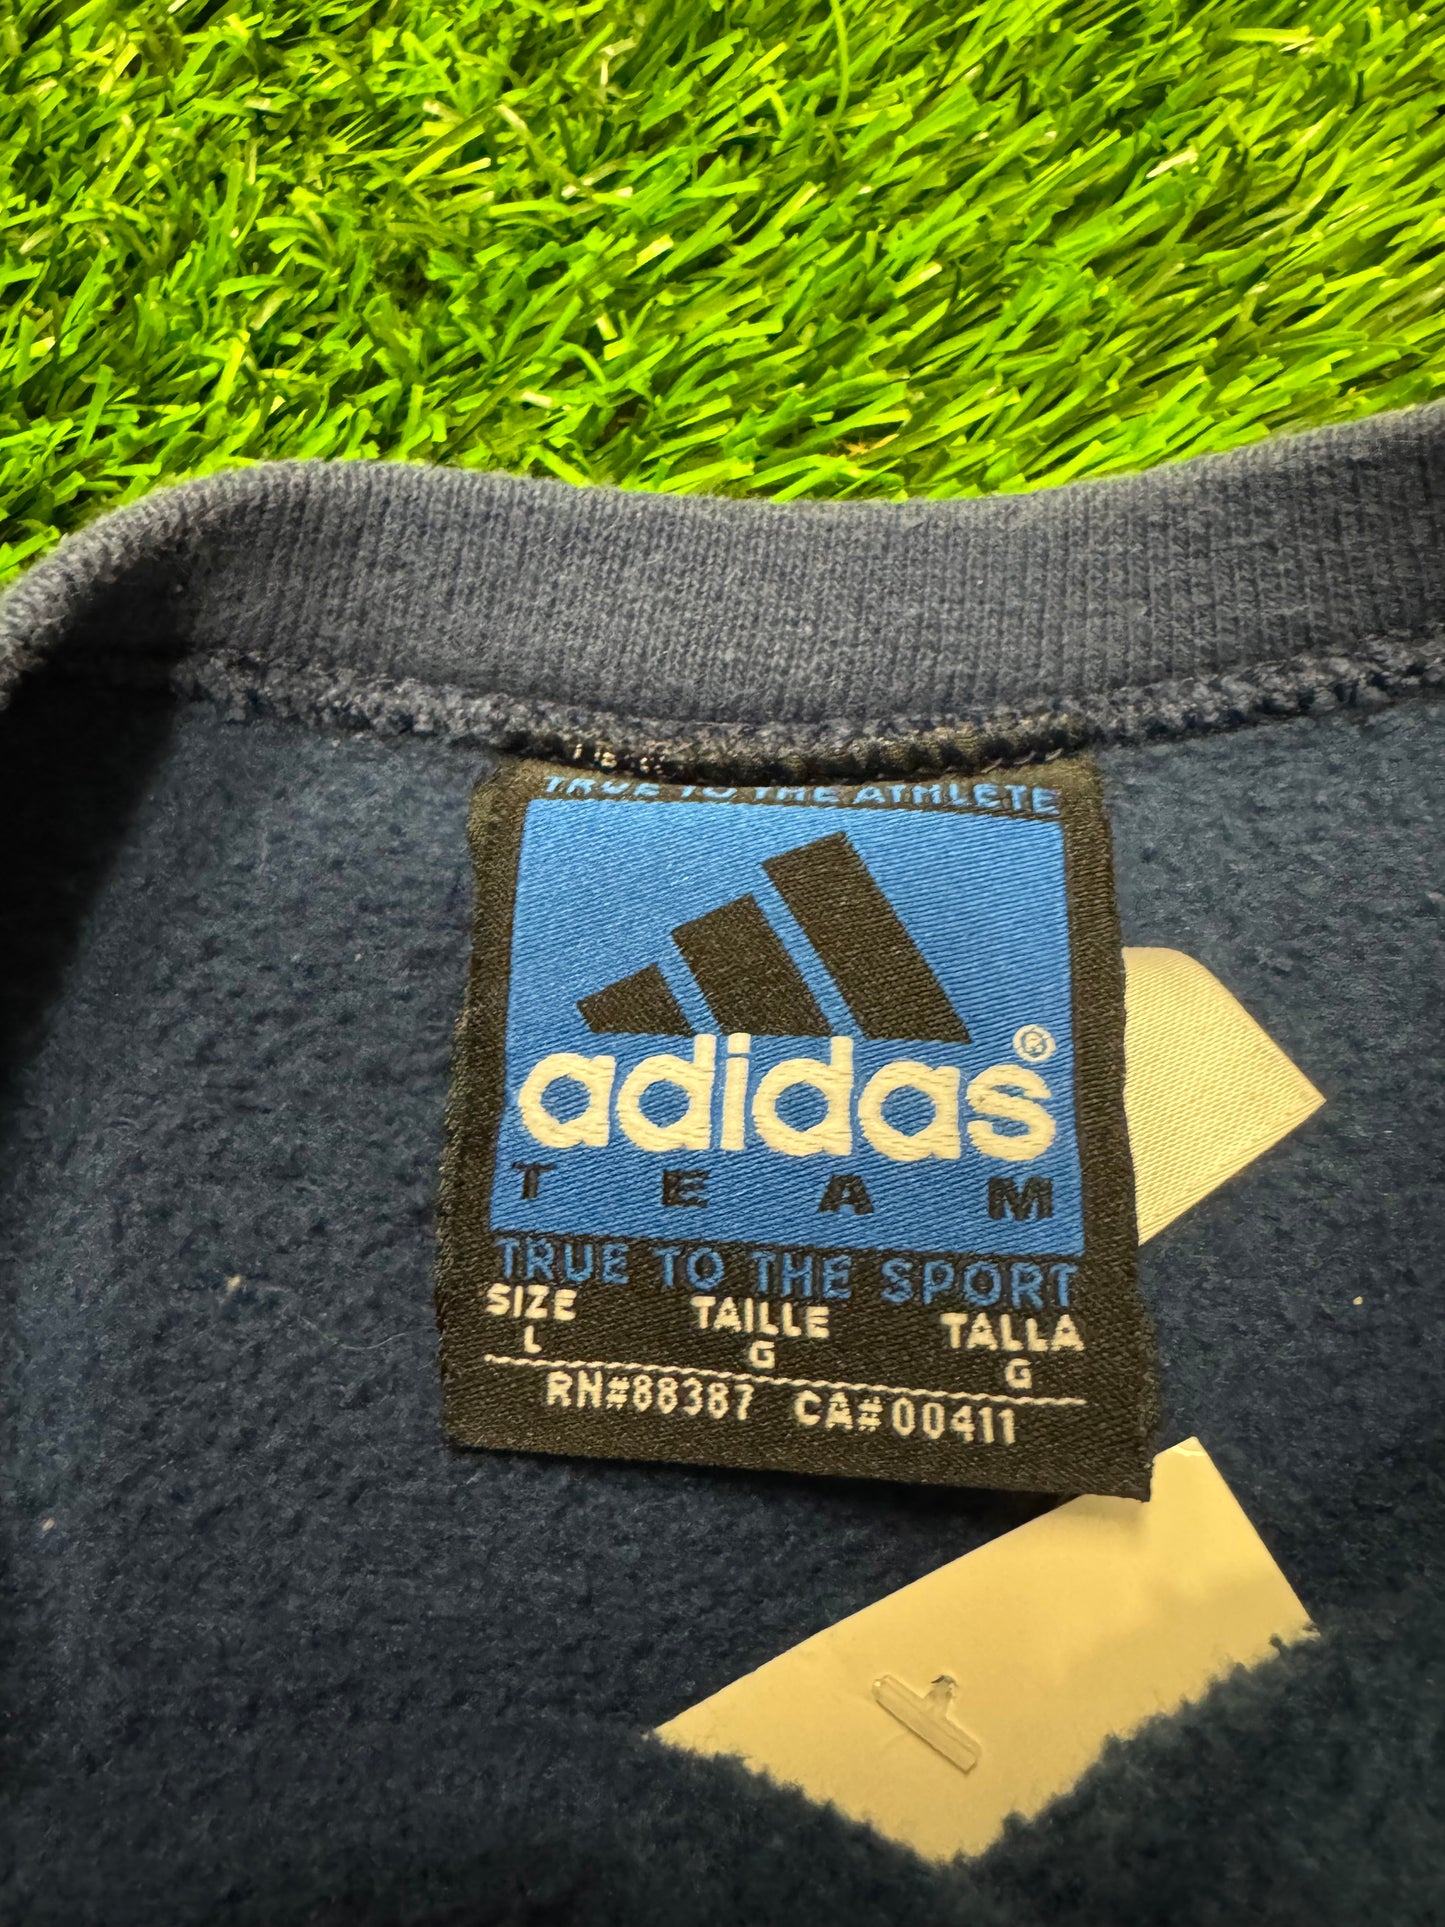 TRUE TO THE ATHLETE
adidas®
TEAM
TRUE TO THE SPORT
SIZE TAILLE TALLA
L G G
RN#88387 CA#00411